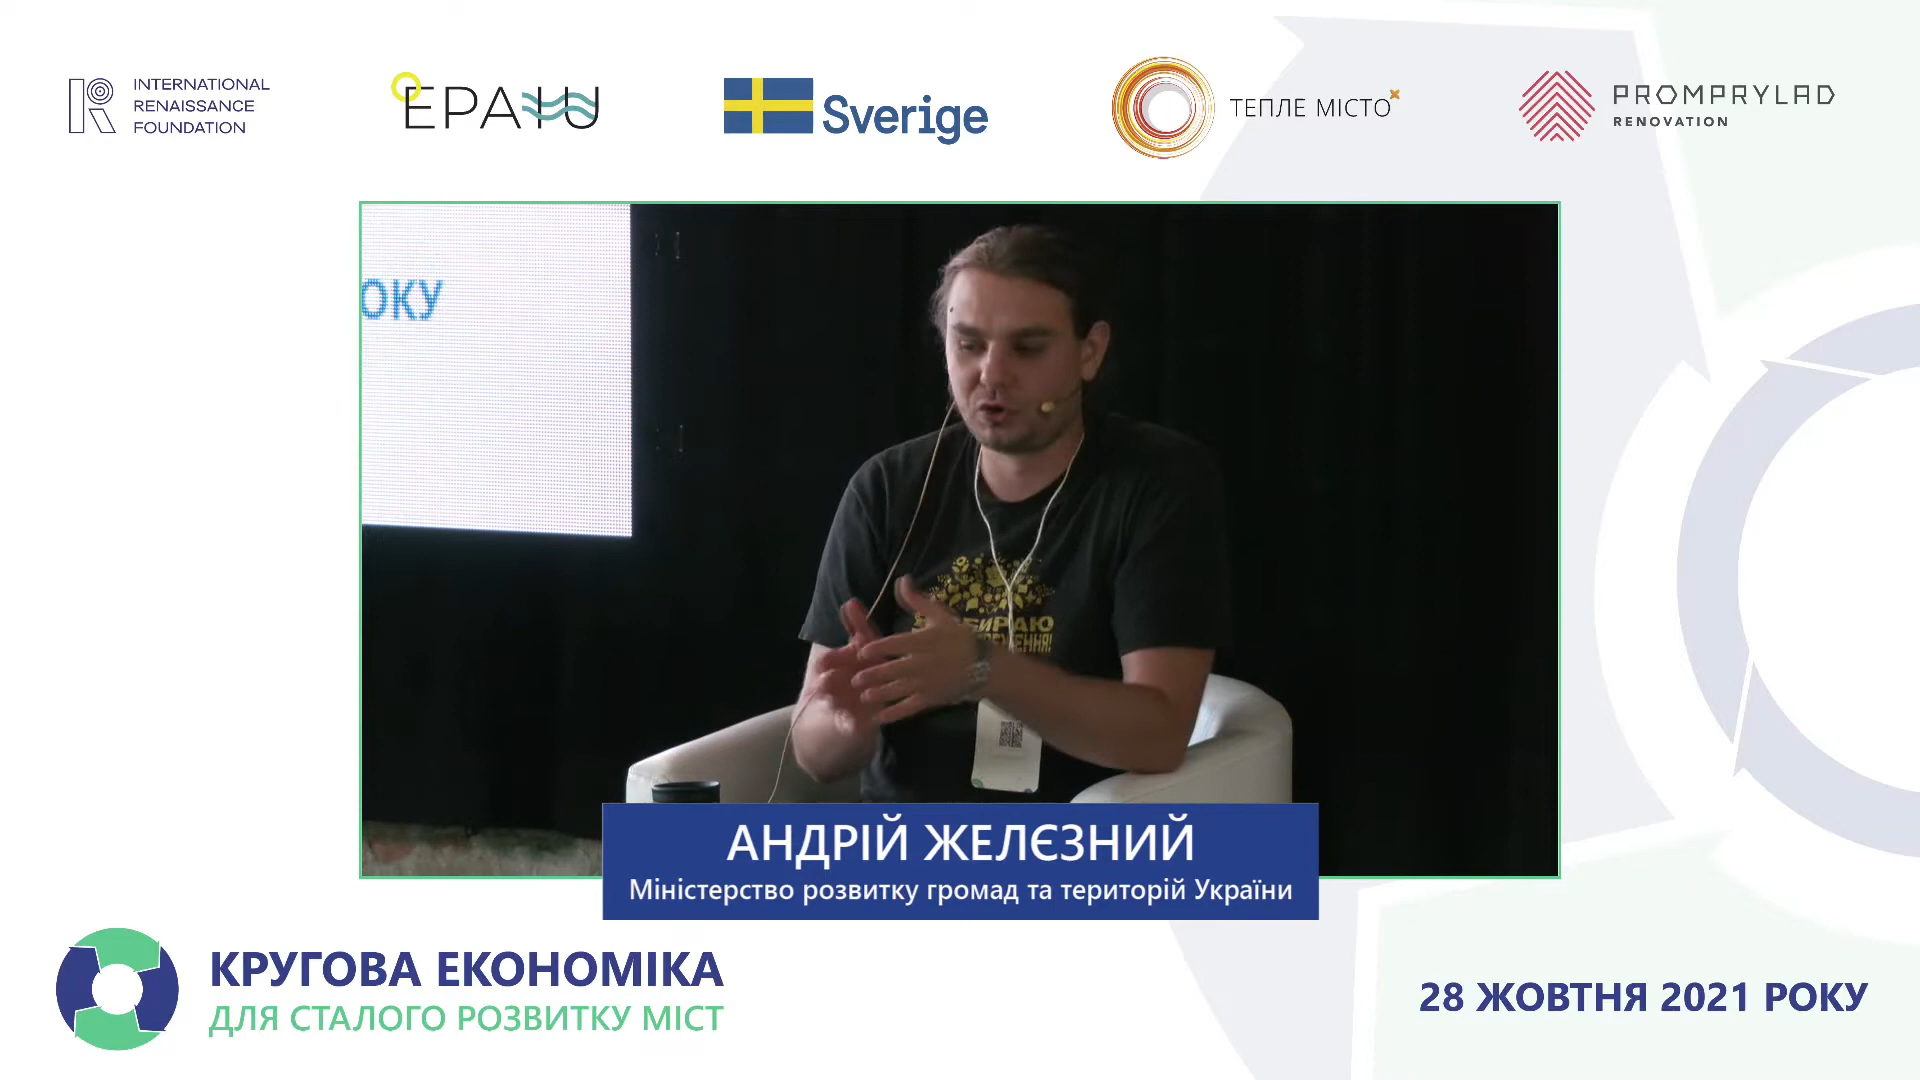 INTERNATIONAL
RENAISSANCE
FOUNDATION
EPAIU
Sverige
ТЕПЛЕ МІСТО
PROMPRYLAD
RENOVATION
ОКУ
АНДРІЙ ЖЕЛЄЗНИЙ
Міністерство розвитку громад та територій України
КРУГОВА ЕКОНОМІКА
ДЛЯ СТАЛОГО РОЗВИТКУ МІСТ
28 ЖОВТНЯ 2021 РОКУ